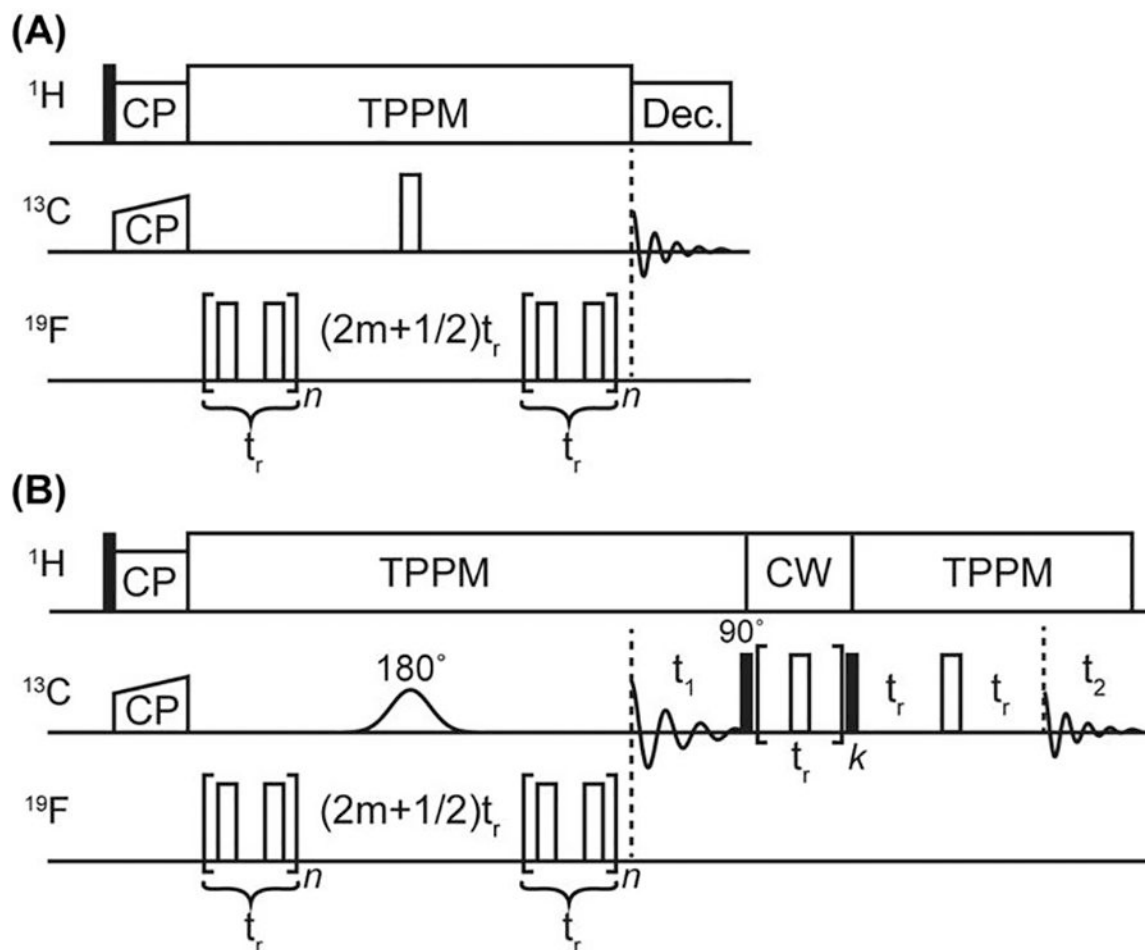 (A)
¹H CP TPPM Dec.
¹³C CP
¹⁹F (2m+1/2)tᵣ n n
tᵣ tᵣ
(B)
¹H CP TPPM CW TPPM
¹³C CP 180° t₁ 90° tᵣ k tᵣ tᵣ t₂
¹⁹F (2m+1/2)tᵣ n n
tᵣ tᵣ